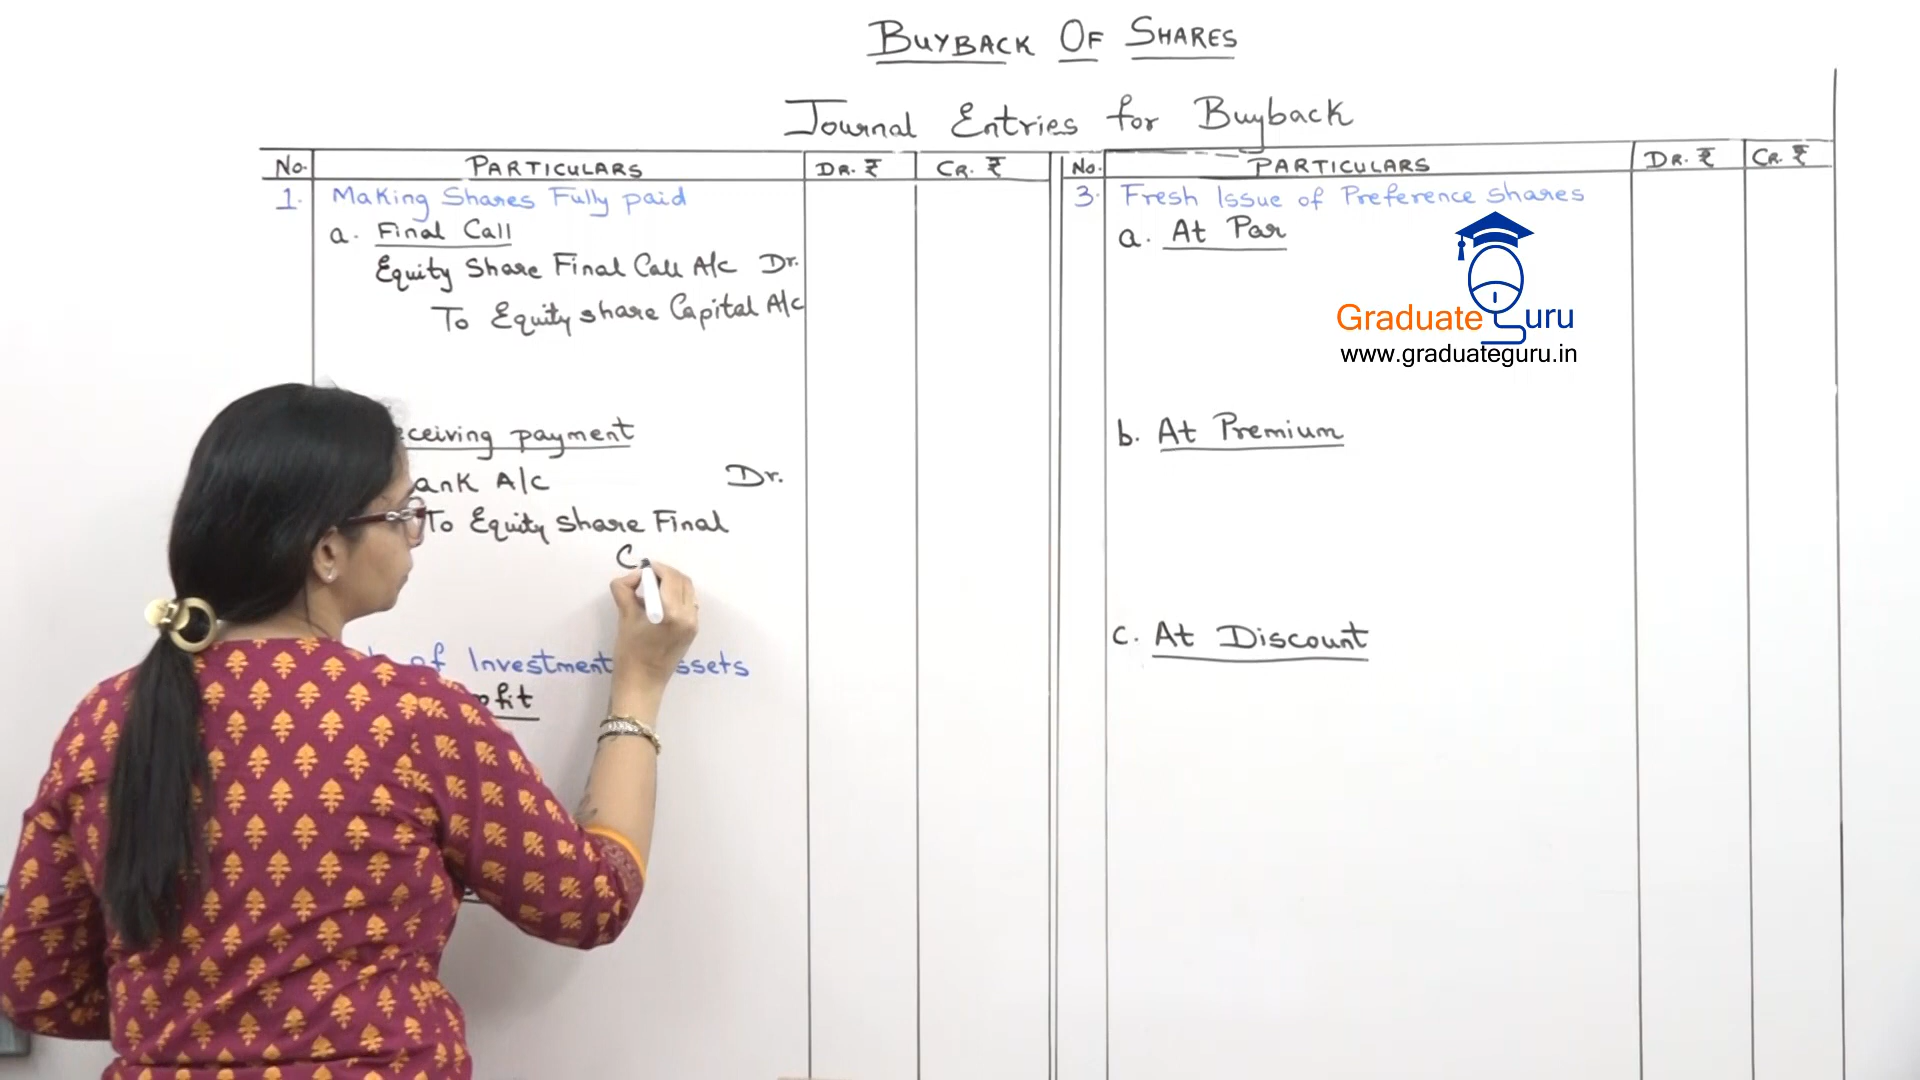 BUYBACK OF SHARES
Journal Entries for Buyback
No. PARTICULARS DR. ₹ CR. ₹
1. Making Shares Fully paid
a. Final Call
Equity Share Final Call A/c Dr.
To Equity share Capital A/c
ceiving payment
ank A/c Dr.
To Equity share Final
C
of Investment ssets
ofit
No. PARTICULARS DR. ₹ CR. ₹
3. Fresh Issue of Preference shares
a. At Par
Graduate Guru
www.graduateguru.in
b. At Premium
c. At Discount